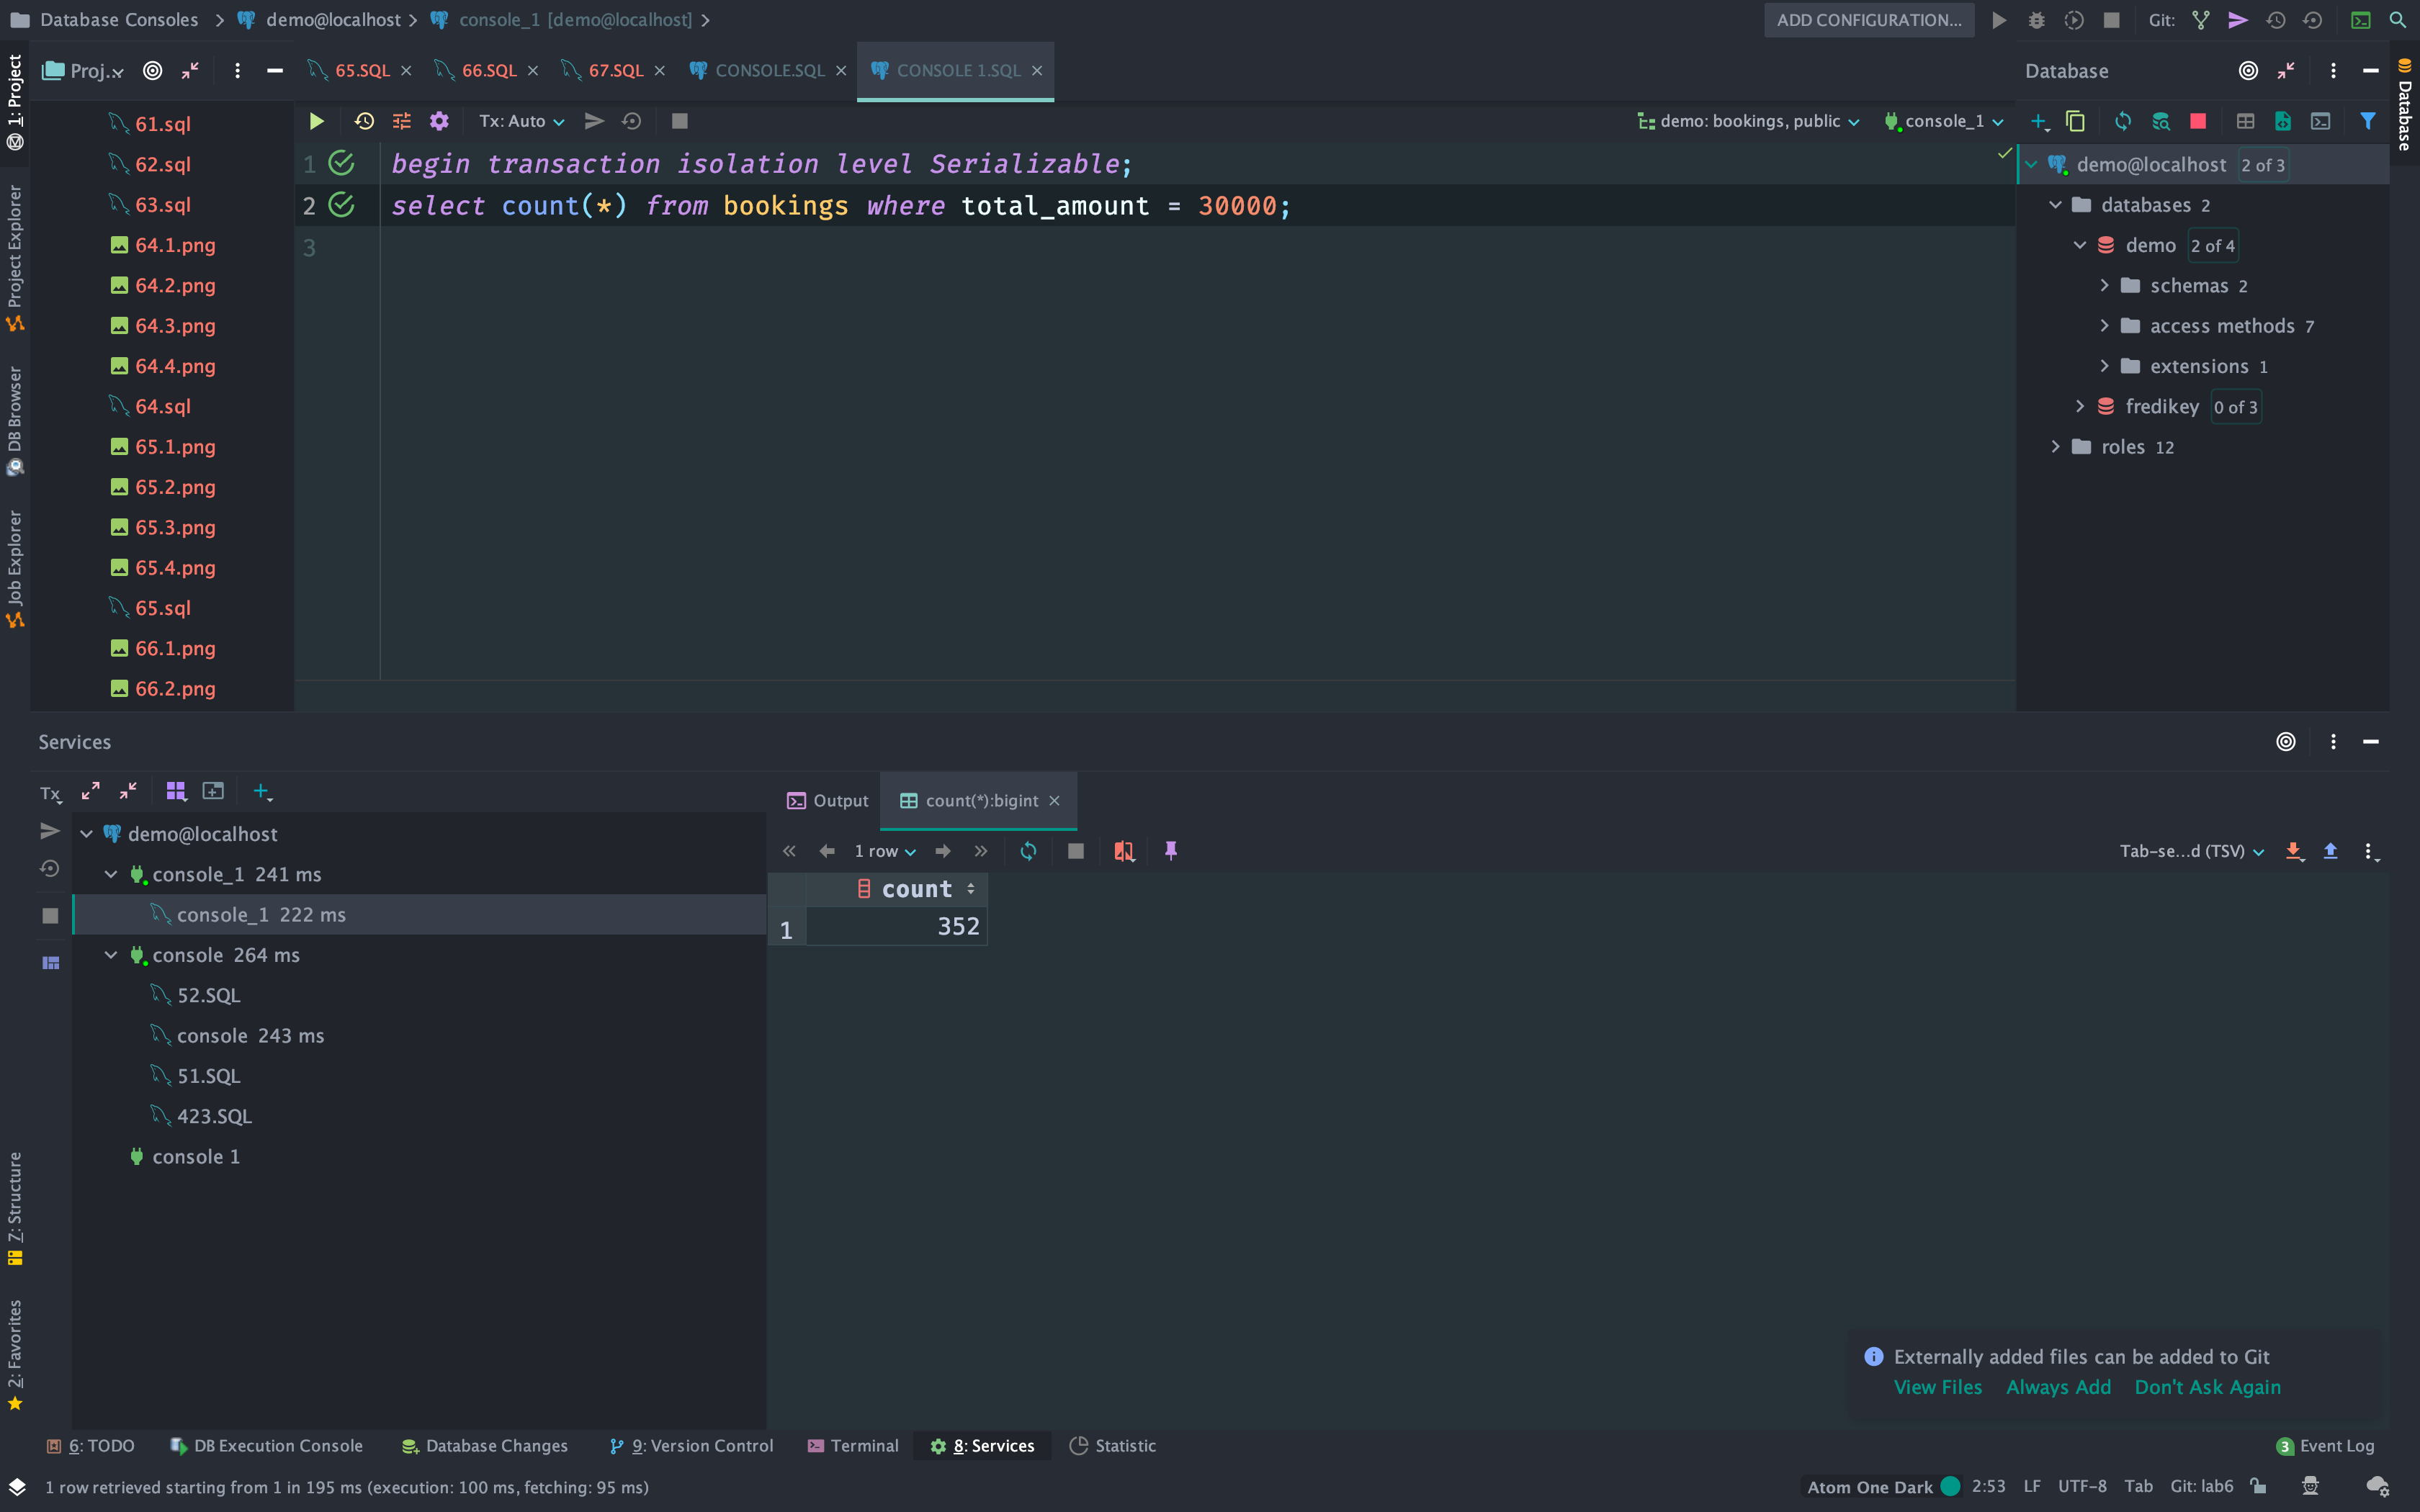 Database Consoles
demo@localhost
console_1 [demo@localhost]
ADD CONFIGURATION...
Git:
1: Project
Project Explorer
DB Browser
Job Explorer
7: Structure
2: Favorites
Proj..
65.SQL
66.SQL
67.SQL
CONSOLE.SQL
CONSOLE 1.SQL
Tx: Auto
demo: bookings, public
console_1
61.sql
62.sql
63.sql
64.1.png
64.2.png
64.3.png
64.4.png
64.sql
65.1.png
65.2.png
65.3.png
65.4.png
65.sql
66.1.png
66.2.png
1 begin transaction isolation level Serializable;
2 select count(*) from bookings where total_amount = 30000;
3
Database
demo@localhost 2 of 3
databases 2
demo 2 of 4
schemas 2
access methods 7
extensions 1
fredikey 0 of 3
roles 12
Database
Services
Tx
demo@localhost
console_1 241 ms
console_1 222 ms
console 264 ms
52.SQL
console 243 ms
51.SQL
423.SQL
console 1
Output
count(*):bigint
1 row
Tab-se...d (TSV)
count
1 352
Externally added files can be added to Git
View Files Always Add Don't Ask Again
6: TODO
DB Execution Console
Database Changes
9: Version Control
Terminal
8: Services
Statistic
3 Event Log
1 row retrieved starting from 1 in 195 ms (execution: 100 ms, fetching: 95 ms)
Atom One Dark
2:53
LF
UTF-8
Tab
Git: lab6